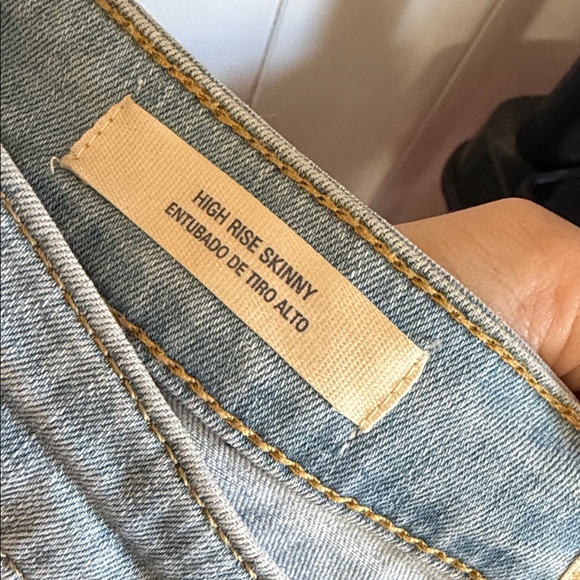 HIGH RISE SKINNY
ENTUBADO DE TIRO ALTO